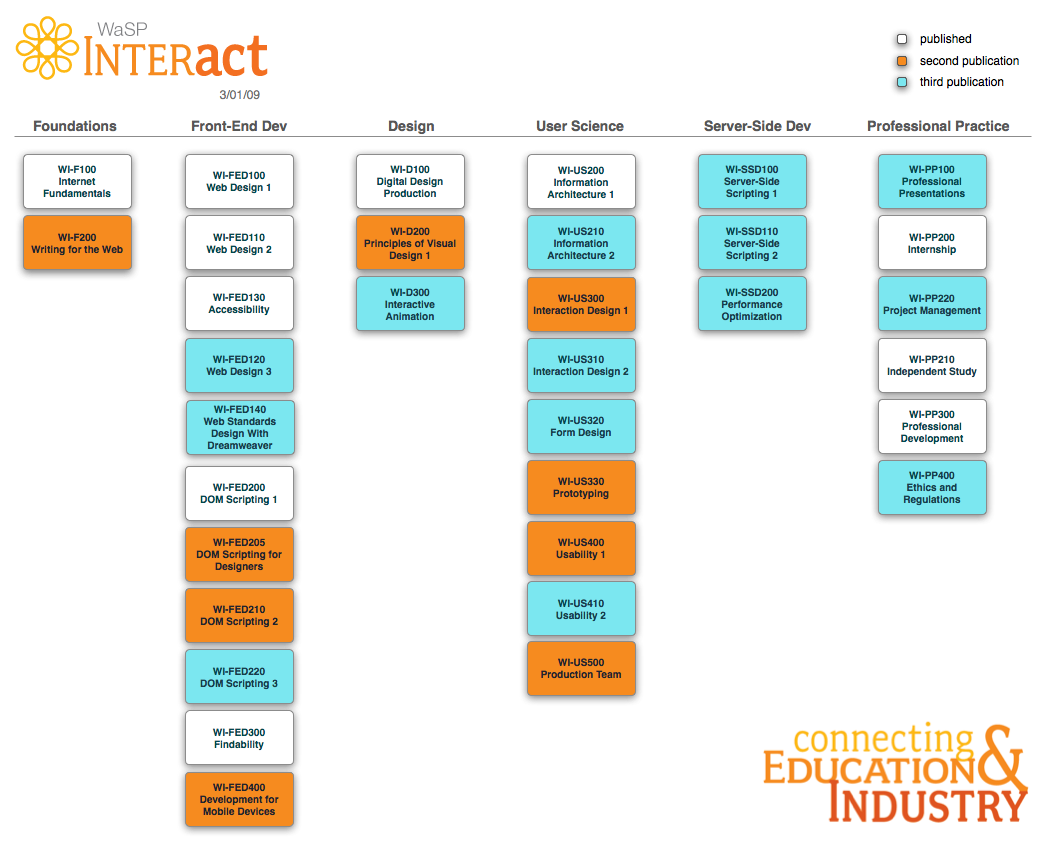 WaSP
INTERact
3/01/09
published
second publication
third publication
Foundations
Front-End Dev
Design
User Science
Server-Side Dev
Professional Practice
WI-F100
Internet
Fundamentals
WI-F200
Writing for the Web
WI-FED100
Web Design 1
WI-FED110
Web Design 2
WI-FED130
Accessibility
WI-FED120
Web Design 3
WI-FED140
Web Standards
Design With
Dreamweaver
WI-FED200
DOM Scripting 1
WI-FED205
DOM Scripting for
Designers
WI-FED210
DOM Scripting 2
WI-FED220
DOM Scripting 3
WI-FED300
Findability
WI-FED400
Development for
Mobile Devices
WI-D100
Digital Design
Production
WI-D200
Principles of Visual
Design 1
WI-D300
Interactive
Animation
WI-US200
Information
Architecture 1
WI-US210
Information
Architecture 2
WI-US300
Interaction Design 1
WI-US310
Interaction Design 2
WI-US320
Form Design
WI-US330
Prototyping
WI-US400
Usability 1
WI-US410
Usability 2
WI-US500
Production Team
WI-SSD100
Server-Side
Scripting 1
WI-SSD110
Server-Side
Scripting 2
WI-SSD200
Performance
Optimization
WI-PP100
Professional
Presentations
WI-PP200
Internship
WI-PP220
Project Management
WI-PP210
Independent Study
WI-PP300
Professional
Development
WI-PP400
Ethics and
Regulations
connecting
EDUCATION &
INDUSTRY